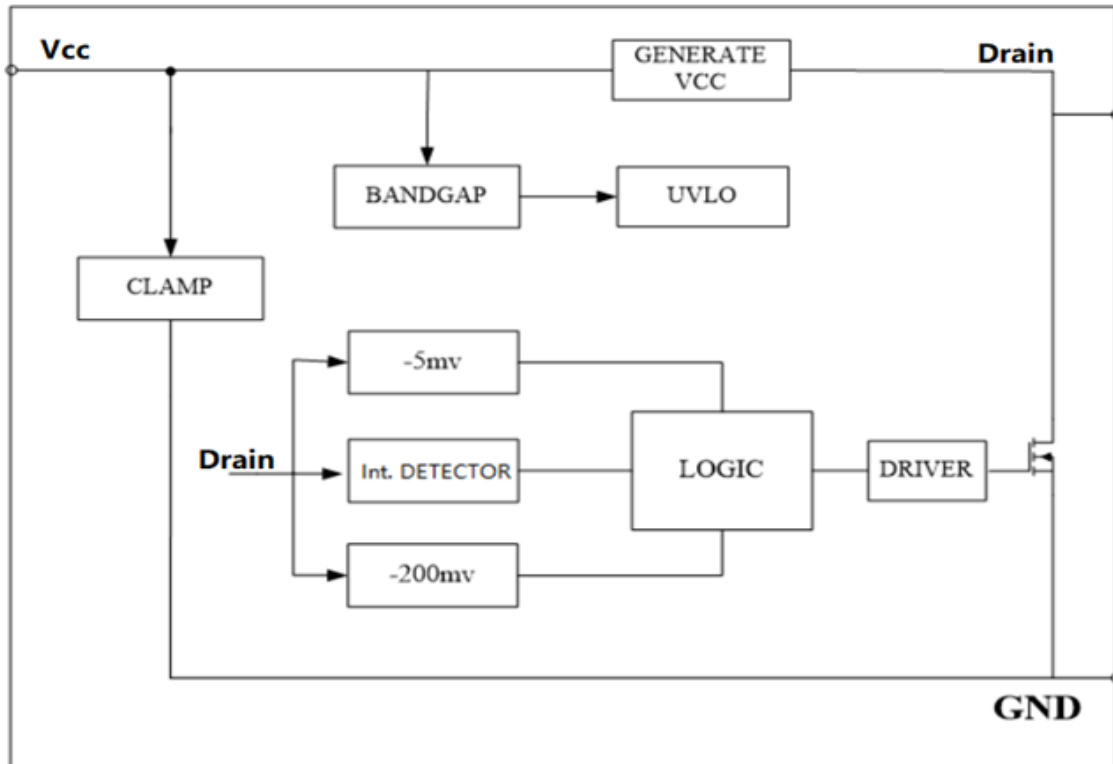 Vcc
GENERATE
VCC
Drain
BANDGAP
UVLO
CLAMP
-5mv
Drain
Int. DETECTOR
LOGIC
DRIVER
-200mv
GND